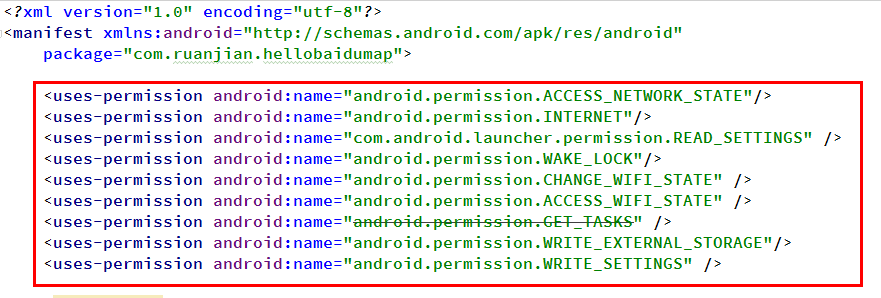 <?xml version="1.0" encoding="utf-8"?>
<manifest xmlns:android="http://schemas.android.com/apk/res/android"
package="com.ruanjian.hellobaidumap">
<uses-permission android:name="android.permission.ACCESS_NETWORK_STATE"/>
<uses-permission android:name="android.permission.INTERNET"/>
<uses-permission android:name="com.android.launcher.permission.READ_SETTINGS" />
<uses-permission android:name="android.permission.WAKE_LOCK"/>
<uses-permission android:name="android.permission.CHANGE_WIFI_STATE" />
<uses-permission android:name="android.permission.ACCESS_WIFI_STATE" />
<uses-permission android:name="android.permission.GET_TASKS" />
<uses-permission android:name="android.permission.WRITE_EXTERNAL_STORAGE"/>
<uses-permission android:name="android.permission.WRITE_SETTINGS" />